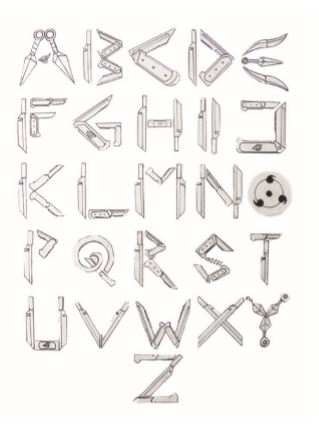 A B C D E
F G H I J
K L M N O
P Q R S T
U V W X Y
Z